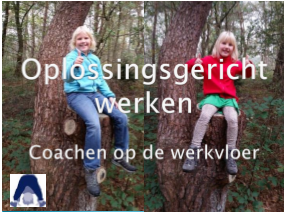 Oplossingsgericht
werken
Coachen op de werkvloer